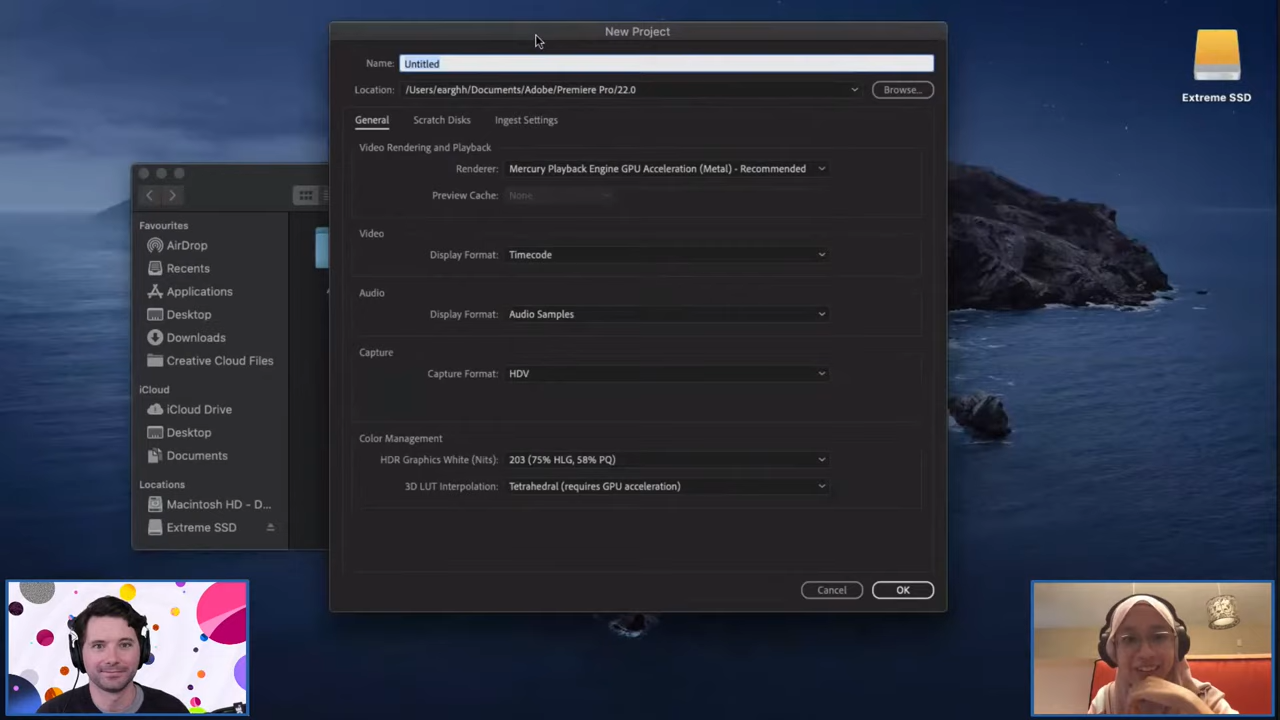 New Project
Name: Untitled
Location: /Users/earghh/Documents/Adobe/Premiere Pro/22.0 Browse...
General Scratch Disks Ingest Settings
Video Rendering and Playback
Renderer: Mercury Playback Engine GPU Acceleration (Metal) - Recommended
Preview Cache: None
Video
Display Format: Timecode
Audio
Display Format: Audio Samples
Capture
Capture Format: HDV
Color Management
HDR Graphics White (Nits): 203 (75% HLG, 58% PQ)
3D LUT Interpolation: Tetrahedral (requires GPU acceleration)
Cancel OK
Favourites
AirDrop
Recents
Applications
Desktop
Downloads
Creative Cloud Files
iCloud
iCloud Drive
Desktop
Documents
Locations
Macintosh HD - D...
Extreme SSD
Extreme SSD